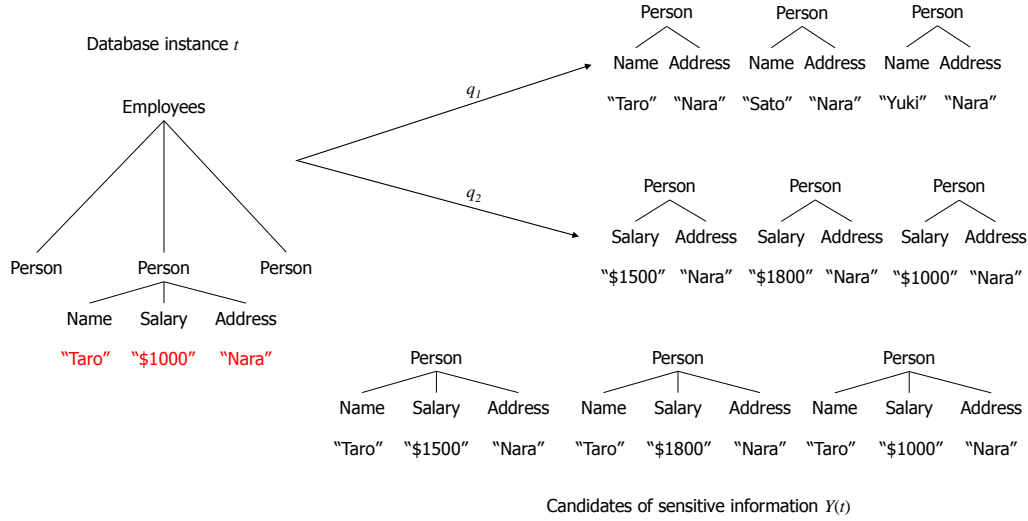 Database instance t
Employees
Person Person Person
Name Salary Address
“Taro” “$1000” “Nara”
q1
q2
Person Person Person
Name Address Name Address Name Address
“Taro” “Nara” “Sato” “Nara” “Yuki” “Nara”
Person Person Person
Salary Address Salary Address Salary Address
“$1500” “Nara” “$1800” “Nara” “$1000” “Nara”
Person Person Person
Name Salary Address Name Salary Address Name Salary Address
“Taro” “$1500” “Nara” “Taro” “$1800” “Nara” “Taro” “$1000” “Nara”
Candidates of sensitive information Y(t)